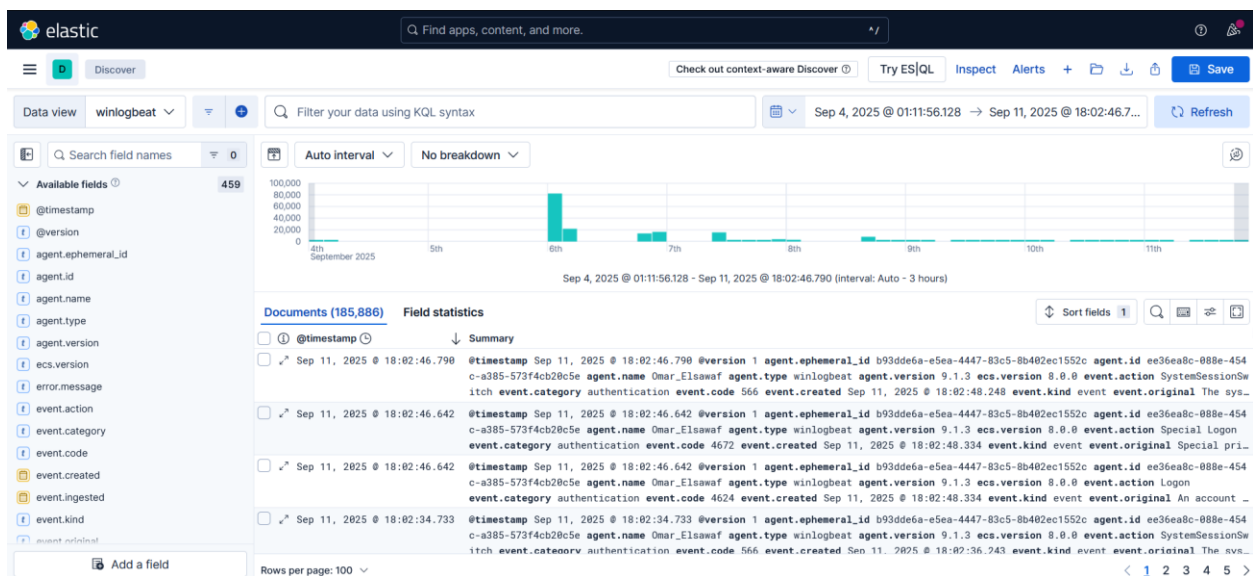 elastic
Find apps, content, and more.
^/
D
Discover
Check out context-aware Discover
Try ES|QL
Inspect
Alerts
Save
Data view
winlogbeat
Filter your data using KQL syntax
Sep 4, 2025 @ 01:11:56.128 → Sep 11, 2025 @ 18:02:46.7...
Refresh
Search field names
0
Auto interval
No breakdown
Available fields
459
@timestamp
@version
agent.ephemeral_id
agent.id
agent.name
agent.type
agent.version
ecs.version
error.message
event.action
event.category
event.code
event.created
event.ingested
event.kind
event.original
Add a field
100,000
80,000
60,000
40,000
20,000
0
4th
September 2025
5th
6th
7th
8th
9th
10th
11th
Sep 4, 2025 @ 01:11:56.128 - Sep 11, 2025 @ 18:02:46.790 (interval: Auto - 3 hours)
Documents (185,886)
Field statistics
Sort fields 1
@timestamp
Summary
Sep 11, 2025 @ 18:02:46.790
@timestamp Sep 11, 2025 @ 18:02:46.790 @version 1 agent.ephemeral_id b93dde6a-e5ea-4447-83c5-8b402ec1552c agent.id ee36ea8c-088e-454
c-a385-573f4cb20c5e agent.name Omar_Elsawaf agent.type winlogbeat agent.version 9.1.3 ecs.version 8.0.0 event.action SystemSessionSw
itch event.category authentication event.code 566 event.created Sep 11, 2025 @ 18:02:48.248 event.kind event event.original The sys…
Sep 11, 2025 @ 18:02:46.642
@timestamp Sep 11, 2025 @ 18:02:46.642 @version 1 agent.ephemeral_id b93dde6a-e5ea-4447-83c5-8b402ec1552c agent.id ee36ea8c-088e-454
c-a385-573f4cb20c5e agent.name Omar_Elsawaf agent.type winlogbeat agent.version 9.1.3 ecs.version 8.0.0 event.action Special Logon
event.category authentication event.code 4672 event.created Sep 11, 2025 @ 18:02:48.334 event.kind event event.original Special pri…
Sep 11, 2025 @ 18:02:46.642
@timestamp Sep 11, 2025 @ 18:02:46.642 @version 1 agent.ephemeral_id b93dde6a-e5ea-4447-83c5-8b402ec1552c agent.id ee36ea8c-088e-454
c-a385-573f4cb20c5e agent.name Omar_Elsawaf agent.type winlogbeat agent.version 9.1.3 ecs.version 8.0.0 event.action Logon
event.category authentication event.code 4624 event.created Sep 11, 2025 @ 18:02:48.334 event.kind event event.original An account …
Sep 11, 2025 @ 18:02:34.733
@timestamp Sep 11, 2025 @ 18:02:34.733 @version 1 agent.ephemeral_id b93dde6a-e5ea-4447-83c5-8b402ec1552c agent.id ee36ea8c-088e-454
c-a385-573f4cb20c5e agent.name Omar_Elsawaf agent.type winlogbeat agent.version 9.1.3 ecs.version 8.0.0 event.action SystemSessionSw
itch event.category authentication event.code 566 event.created Sep 11, 2025 @ 18:02:36.243 event.kind event event.original The sys…
Rows per page: 100
1 2 3 4 5